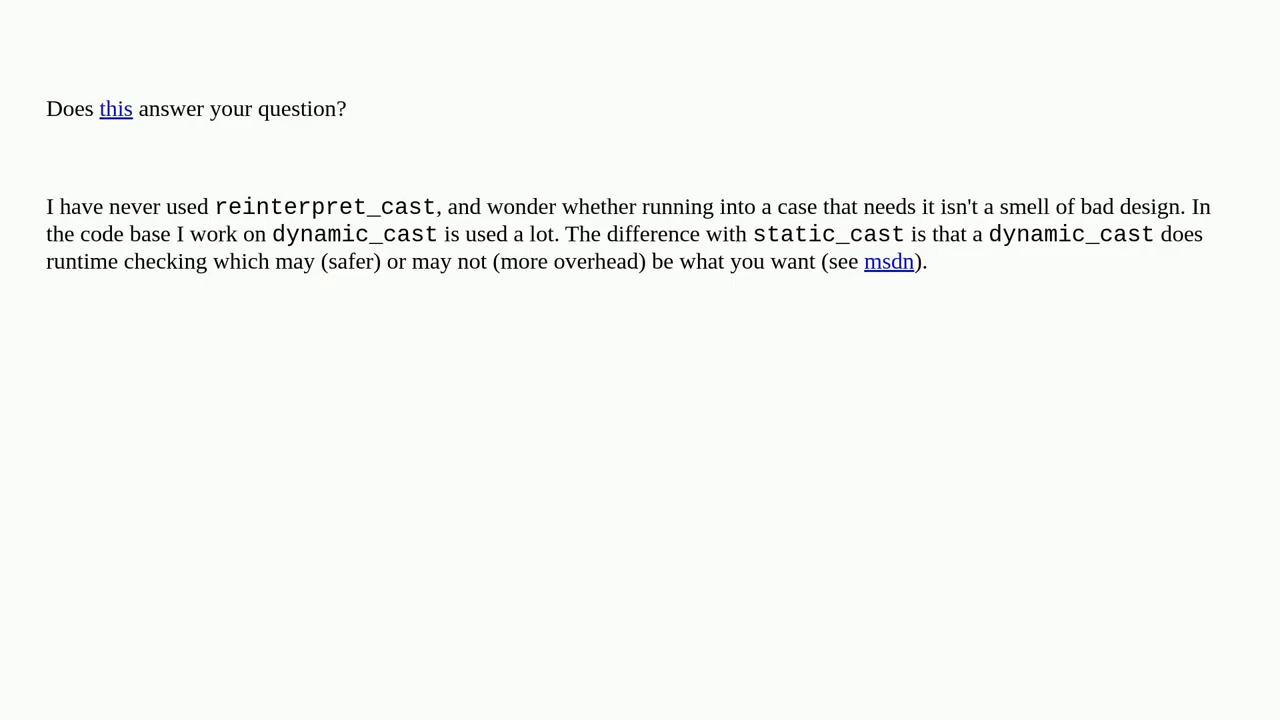 Does this answer your question?
I have never used reinterpret_cast, and wonder whether running into a case that needs it isn't a smell of bad design. In
the code base I work on dynamic_cast is used a lot. The difference with static_cast is that a dynamic_cast does
runtime checking which may (safer) or may not (more overhead) be what you want (see msdn).